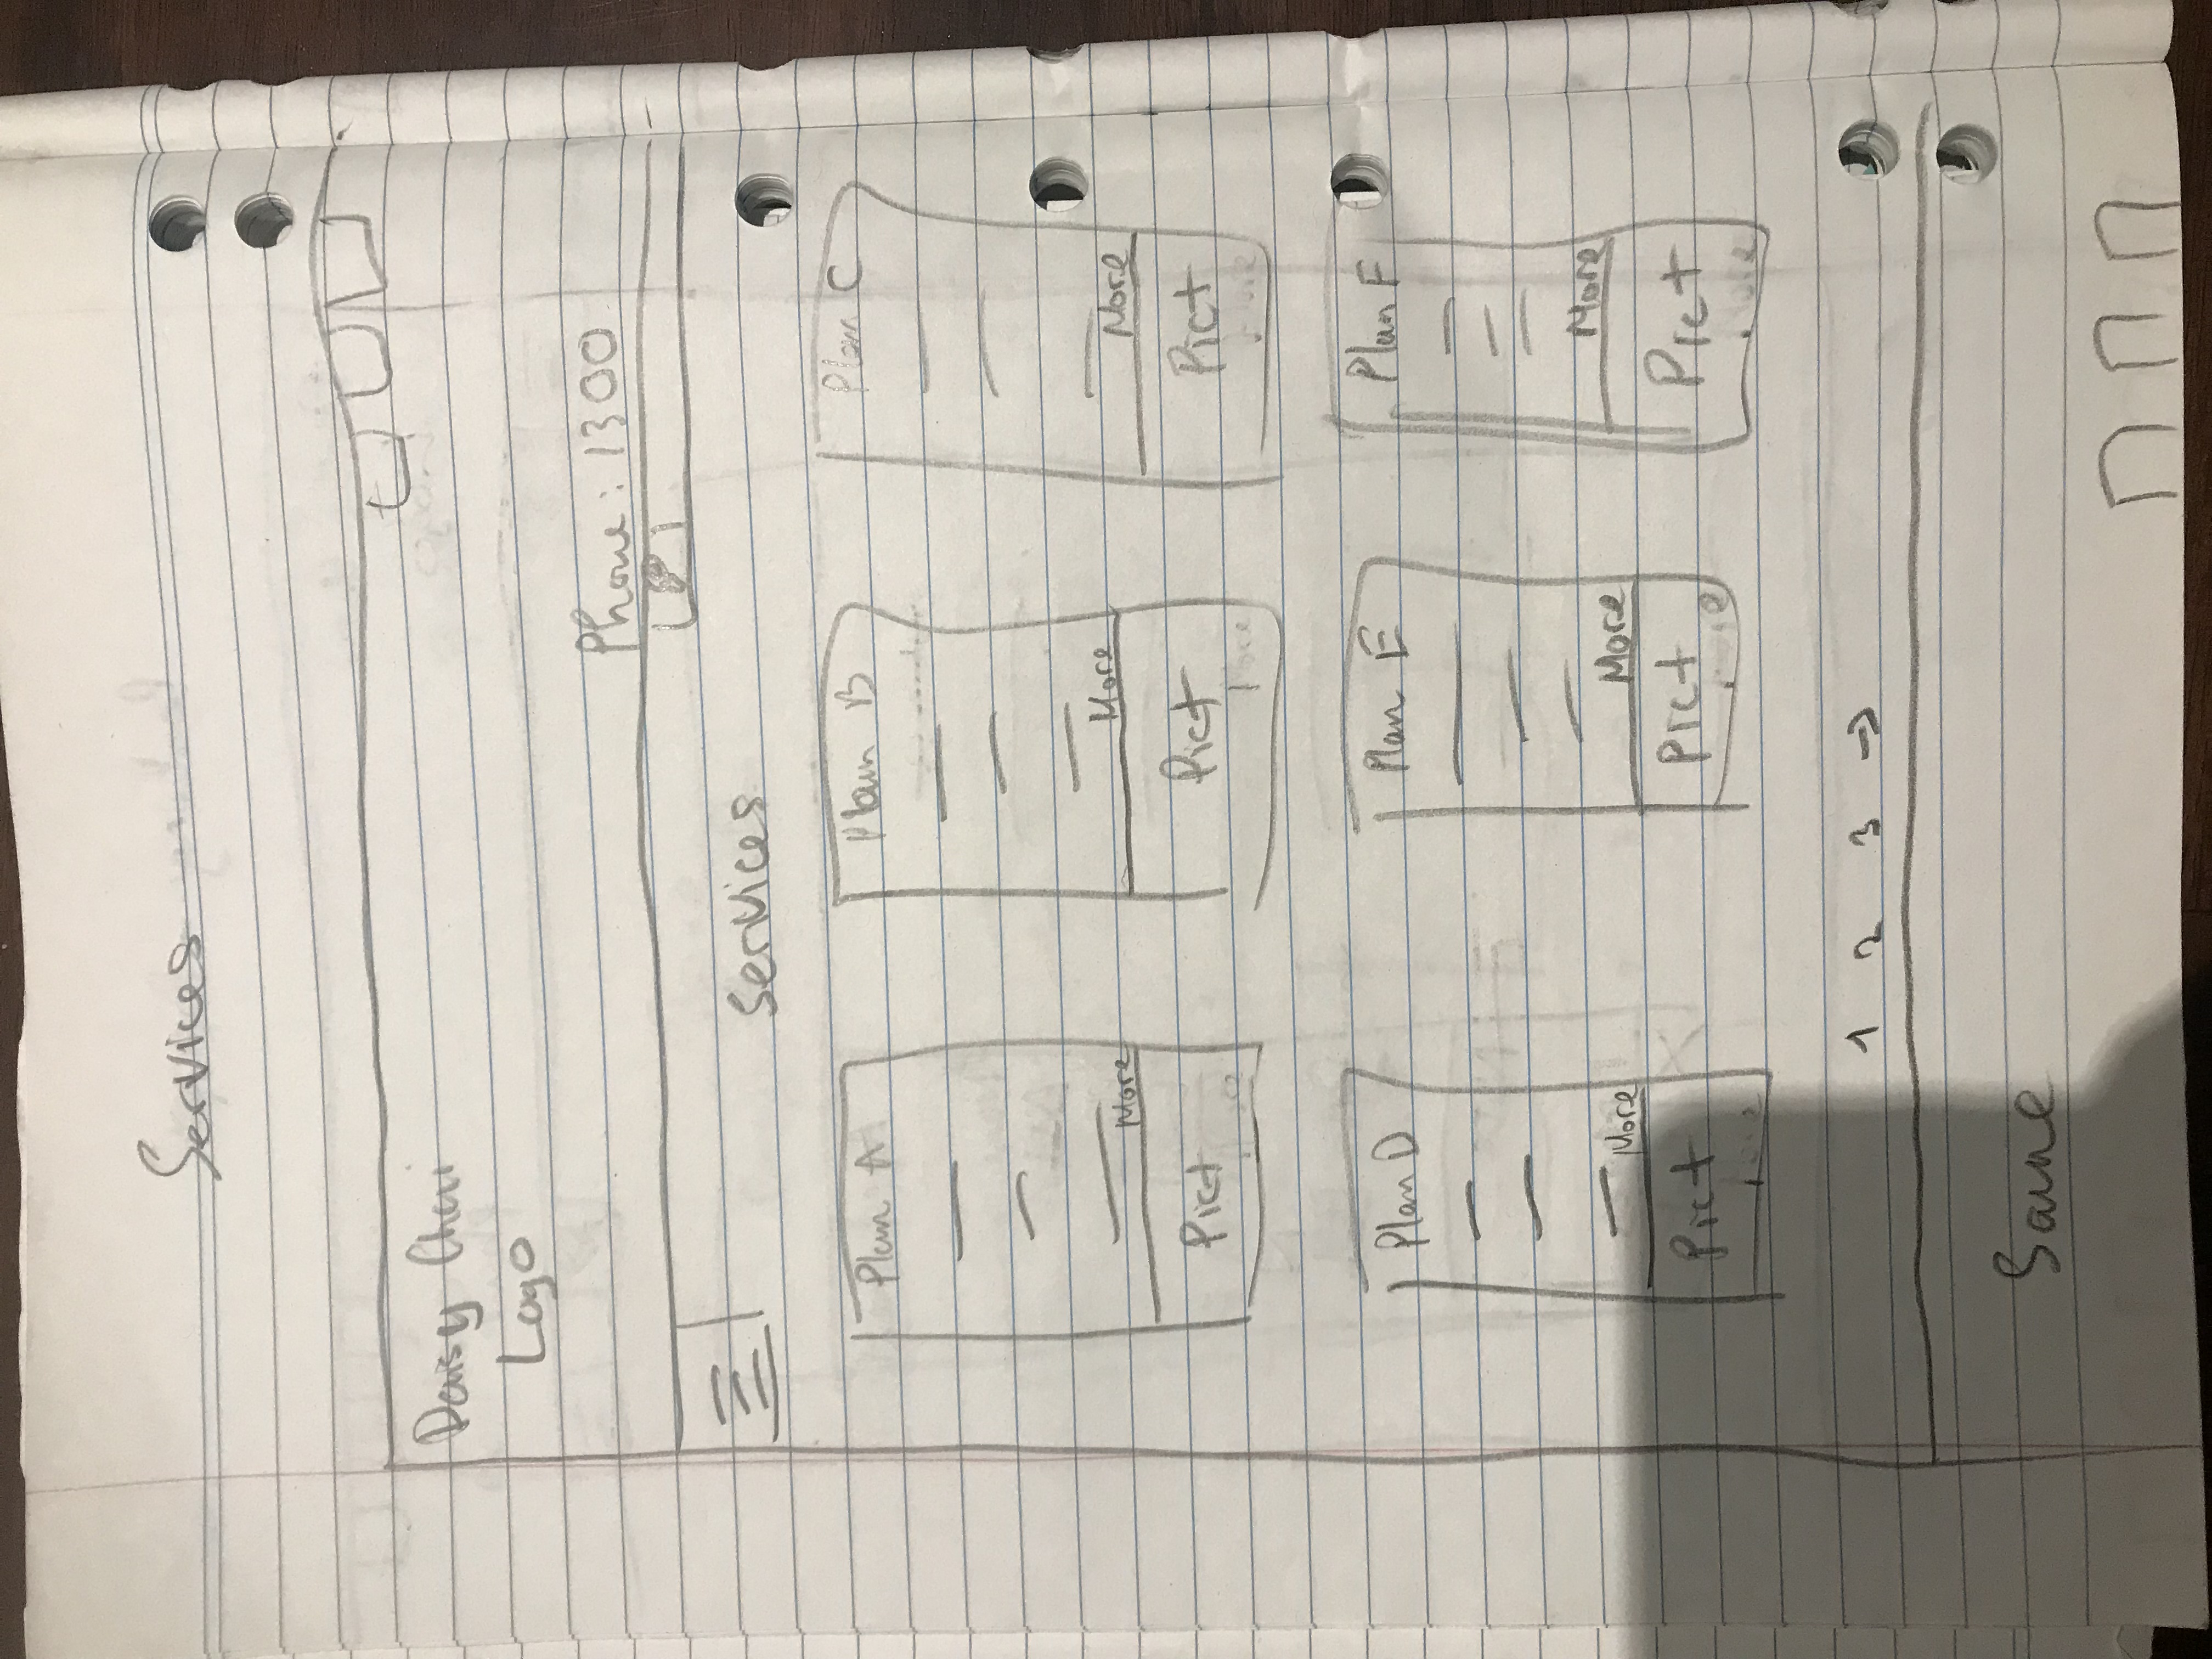 Services
Daisy Chai
Logo
Phone: 1300
Services
Plan A Plan B Plan C
More More More
Pict Pict Pict
Plan D Plan E Plan F
More More More
Pict Pict Pict
1 2 3 →
Same